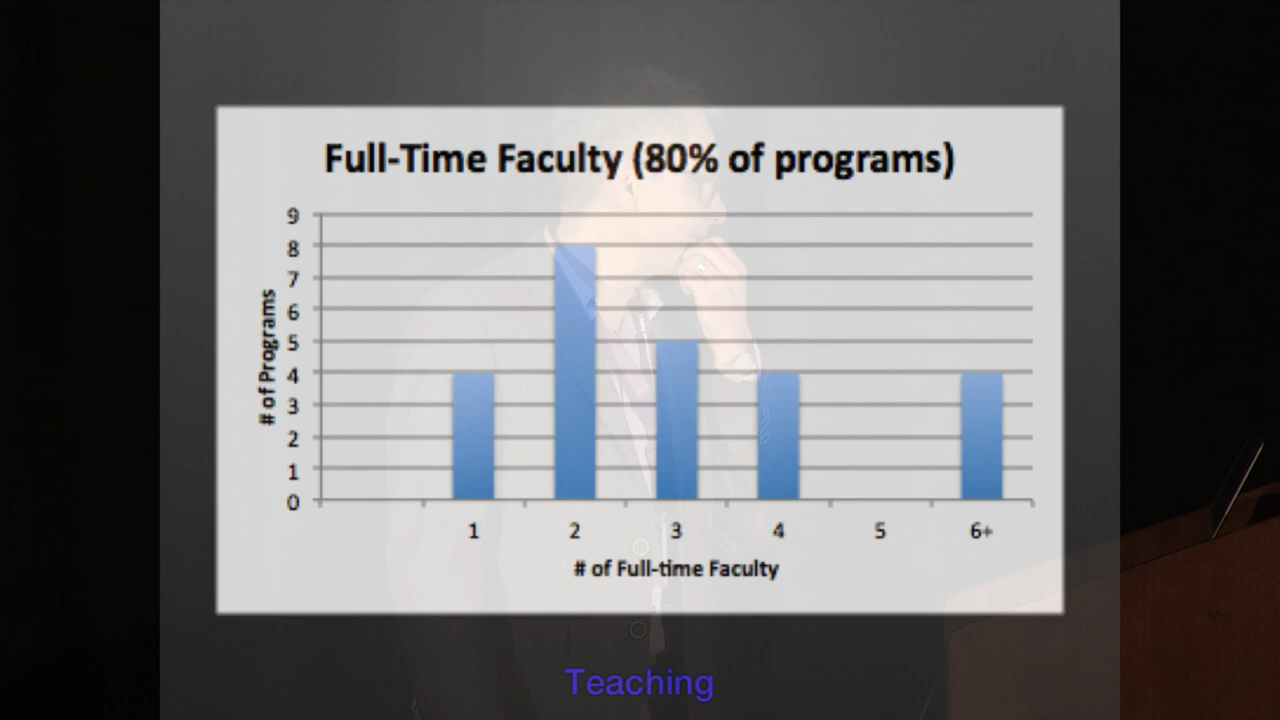 Full-Time Faculty (80% of programs)
9
8
7
6
5
4
3
2
1
0
# of Programs
1 2 3 4 5 6+
# of Full-time Faculty
Teaching